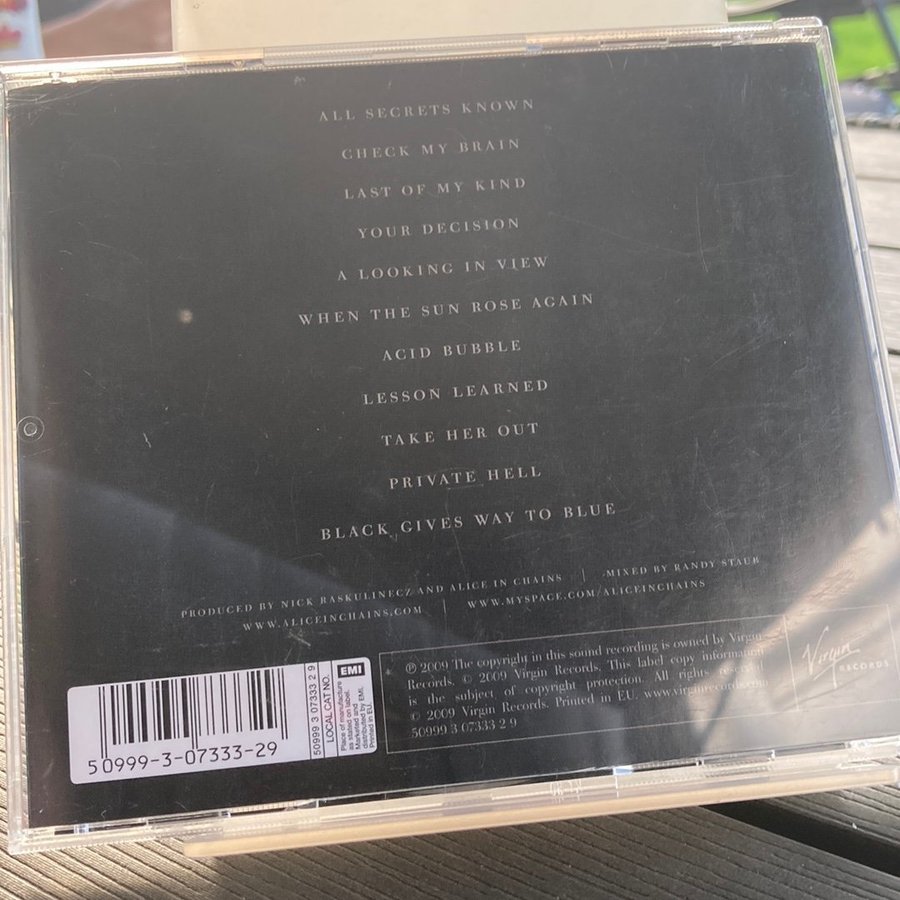 ALL SECRETS KNOWN
CHECK MY BRAIN
LAST OF MY KIND
YOUR DECISION
A LOOKING IN VIEW
WHEN THE SUN ROSE AGAIN
ACID BUBBLE
LESSON LEARNED
TAKE HER OUT
PRIVATE HELL
BLACK GIVES WAY TO BLUE
PRODUCED BY NICK RASKULINECZ AND ALICE IN CHAINS | MIXED BY RANDY STAUB
WWW.ALICEINCHAINS.COM | WWW.MYSPACE.COM/ALICEINCHAINS
℗ 2009 The copyright in this sound recording is owned by Virgin
Records. © 2009 Virgin Records. This label copy information
is the subject of copyright protection. All rights reserved.
© 2009 Virgin Records. Printed in EU. www.virginrecords.com
50999 3 07333 2 9
Virgin
RECORDS
50999-3-07333-29
50999 3 07333 2 9
LOCAL CAT NO.
EMI
Place of manufacture
as stated on label.
Marketed and
distributed by EMI.
Printed in EU.